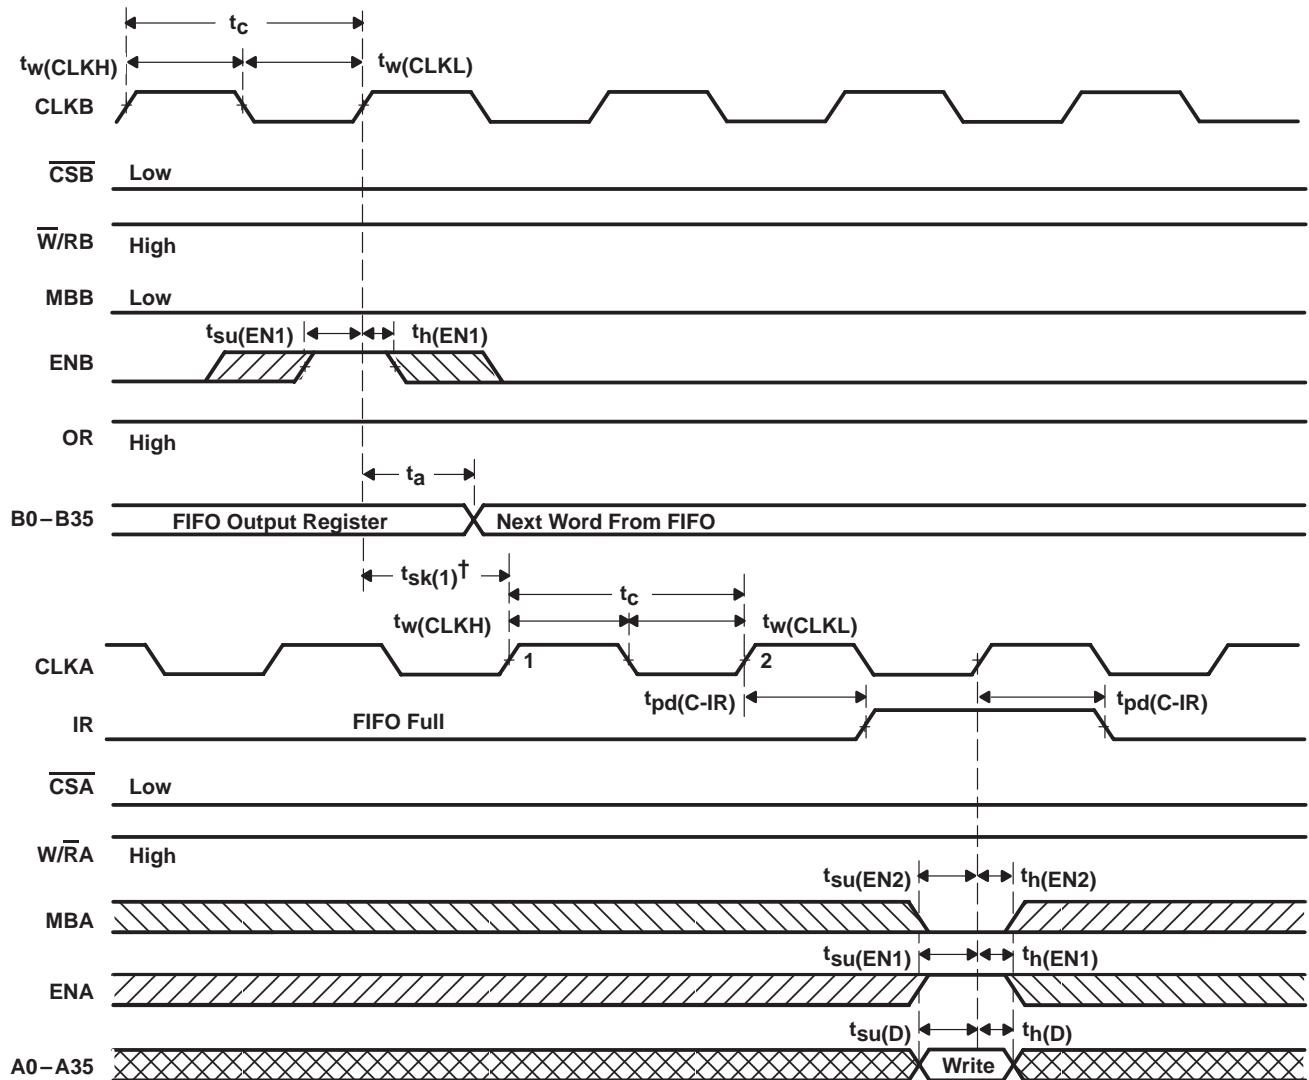 tc
tw(CLKH) tw(CLKL)
CLKB
CSB Low
W/RB High
MBB Low
tsu(EN1) th(EN1)
ENB
OR High
ta
B0–B35 FIFO Output Register Next Word From FIFO
tsk(1)†
tc
tw(CLKH) tw(CLKL)
CLKA 1 2
tpd(C-IR) tpd(C-IR)
IR FIFO Full
CSA Low
W/RA High
tsu(EN2) th(EN2)
MBA
tsu(EN1) th(EN1)
ENA
tsu(D) th(D)
A0–A35 Write